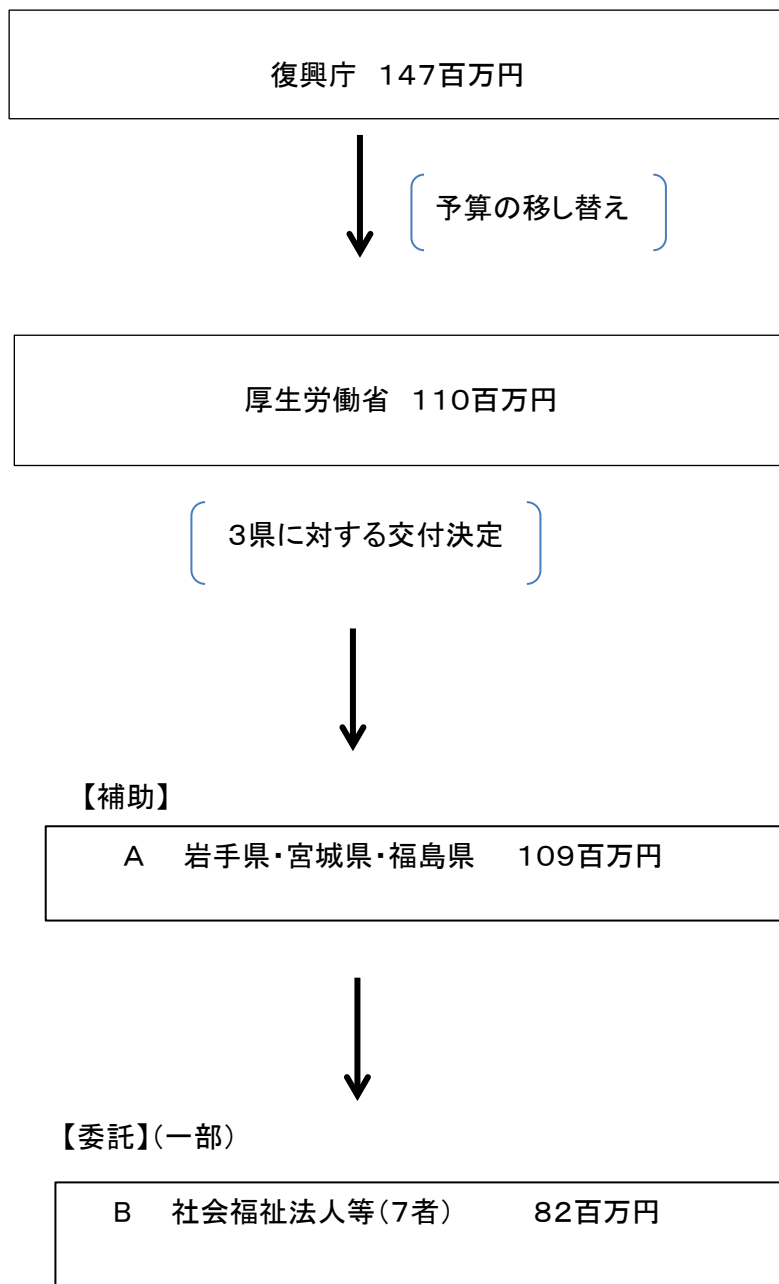 復興庁　１４７百万円
予算の移し替え
厚生労働省　１１０百万円
３県に対する交付決定
【補助】
Ａ　岩手県・宮城県・福島県　１０９百万円
【委託】（一部）
Ｂ　社会福祉法人等（７者）　８２百万円